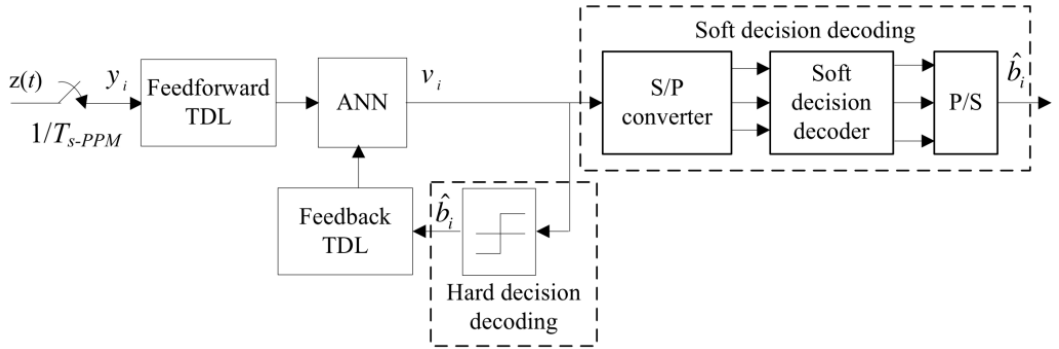 Soft decision decoding
z(t)
y_i
Feedforward
TDL
ANN
v_i
S/P
converter
Soft
decision
decoder
P/S
b̂_i
1/T_{s-PPM}
Feedback
TDL
b̂_i
Hard decision
decoding